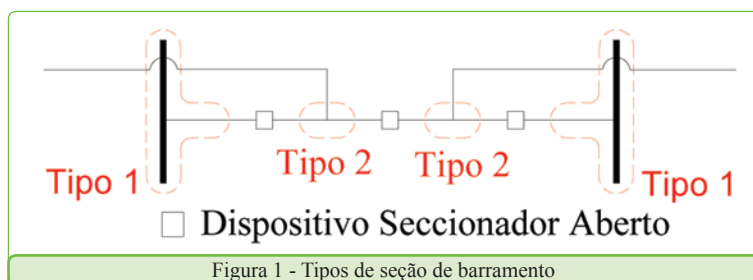 Tipo 1
Tipo 2
Tipo 2
Tipo 1
Dispositivo Seccionador Aberto
Figura 1 - Tipos de seção de barramento